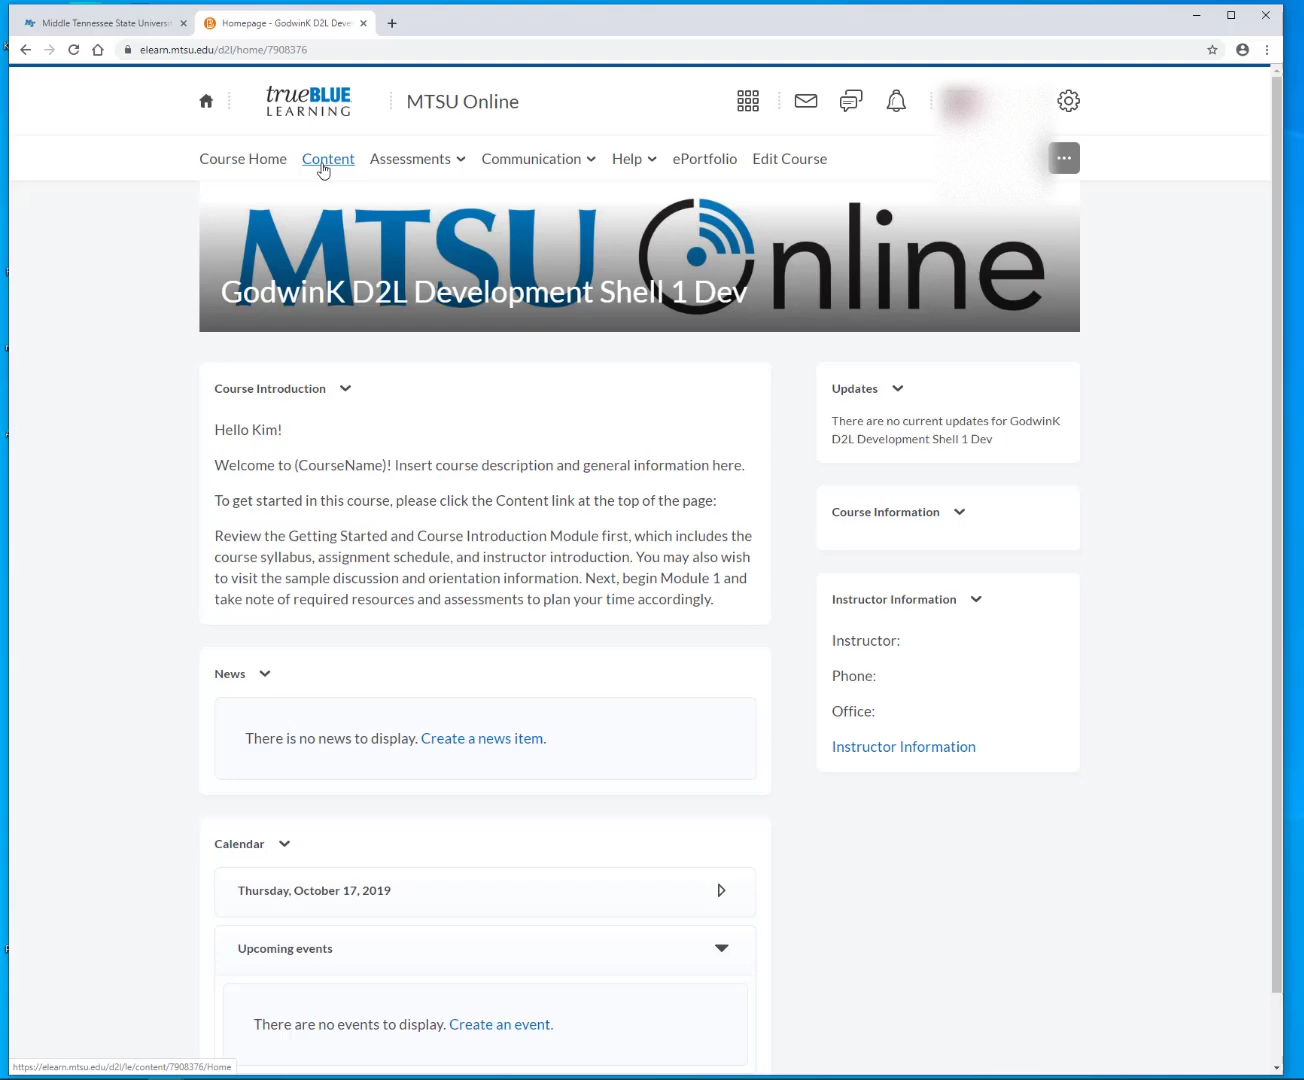 Middle Tennessee State Universit
Homepage - GodwinK D2L Deve
elearn.mtsu.edu/d2l/home/7908376
trueBLUE
LEARNING
MTSU Online
Course Home Content Assessments Communication Help ePortfolio Edit Course
MTSU Online
GodwinK D2L Development Shell 1 Dev
Course Introduction
Hello Kim!
Welcome to (CourseName)! Insert course description and general information here.
To get started in this course, please click the Content link at the top of the page:
Review the Getting Started and Course Introduction Module first, which includes the
course syllabus, assignment schedule, and instructor introduction. You may also wish
to visit the sample discussion and orientation information. Next, begin Module 1 and
take note of required resources and assessments to plan your time accordingly.
News
There is no news to display. Create a news item.
Calendar
Thursday, October 17, 2019
Upcoming events
There are no events to display. Create an event.
Updates
There are no current updates for GodwinK
D2L Development Shell 1 Dev
Course Information
Instructor Information
Instructor:
Phone:
Office:
Instructor Information
https://elearn.mtsu.edu/d2l/le/content/7908376/Home